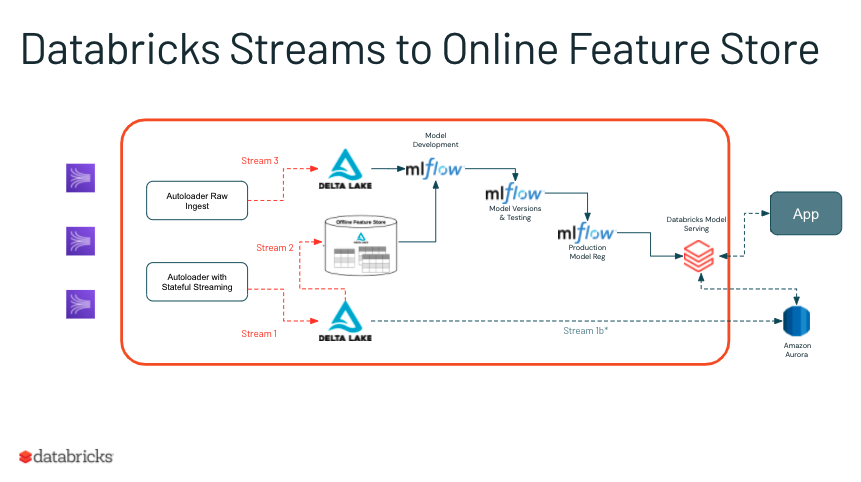 Databricks Streams to Online Feature Store
Model
Development
Stream 3
DELTA LAKE
mlflow
Autoloader Raw
Ingest
mlflow
Model Versions
& Testing
Offline Feature Store
Stream 2
mlflow
Production
Model Reg
Databricks Model
Serving
App
Autoloader with
Stateful Streaming
Stream 1
DELTA LAKE
Stream 1b*
Amazon
Aurora
databricks